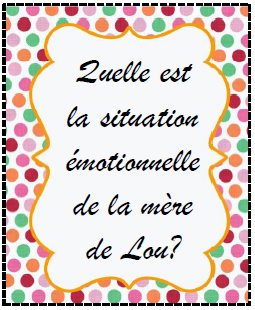 Quelle est
la situation
émotionnelle
de la mère
de Lou?